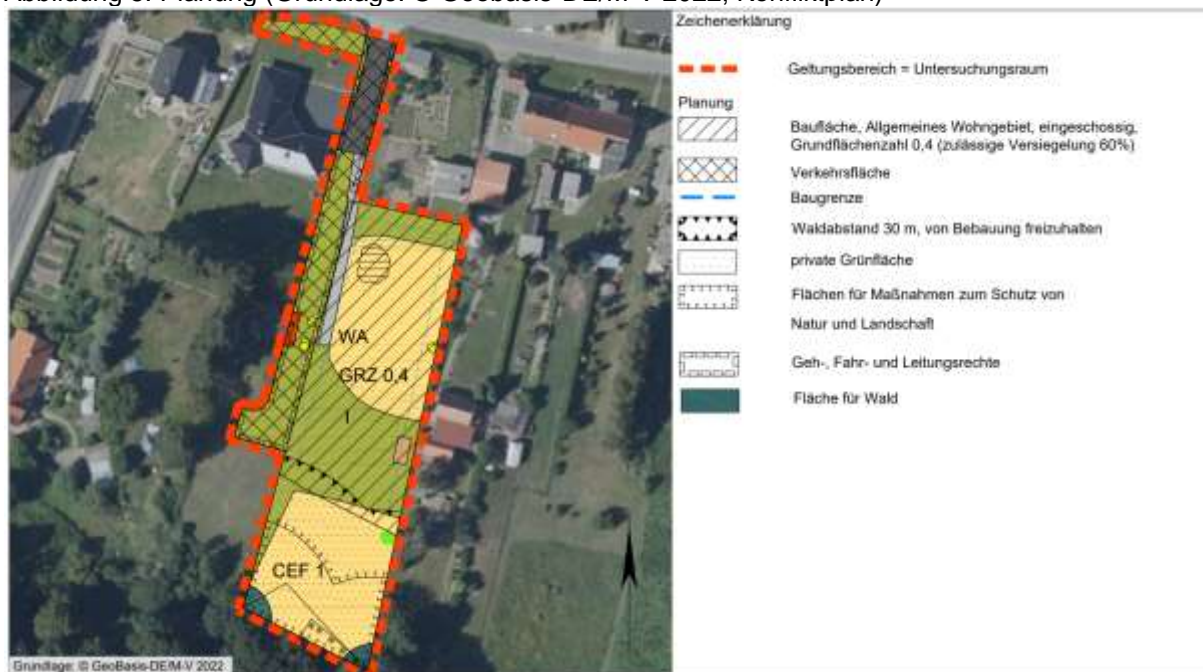 Zeichenerklärung
Geltungsbereich = Untersuchungsraum
Planung
Baufläche, Allgemeines Wohngebiet, eingeschossig,
Grundflächenzahl 0,4 (zulässige Versiegelung 60%)
Verkehrsfläche
Baugrenze
Waldabstand 30 m, von Bebauung freizuhalten
private Grünfläche
Flächen für Maßnahmen zum Schutz von
Natur und Landschaft
Geh-, Fahr- und Leitungsrechte
Fläche für Wald
WA
GRZ 0,4
I
CEF 1
Grundlage: © GeoBasis-DE/M-V 2022